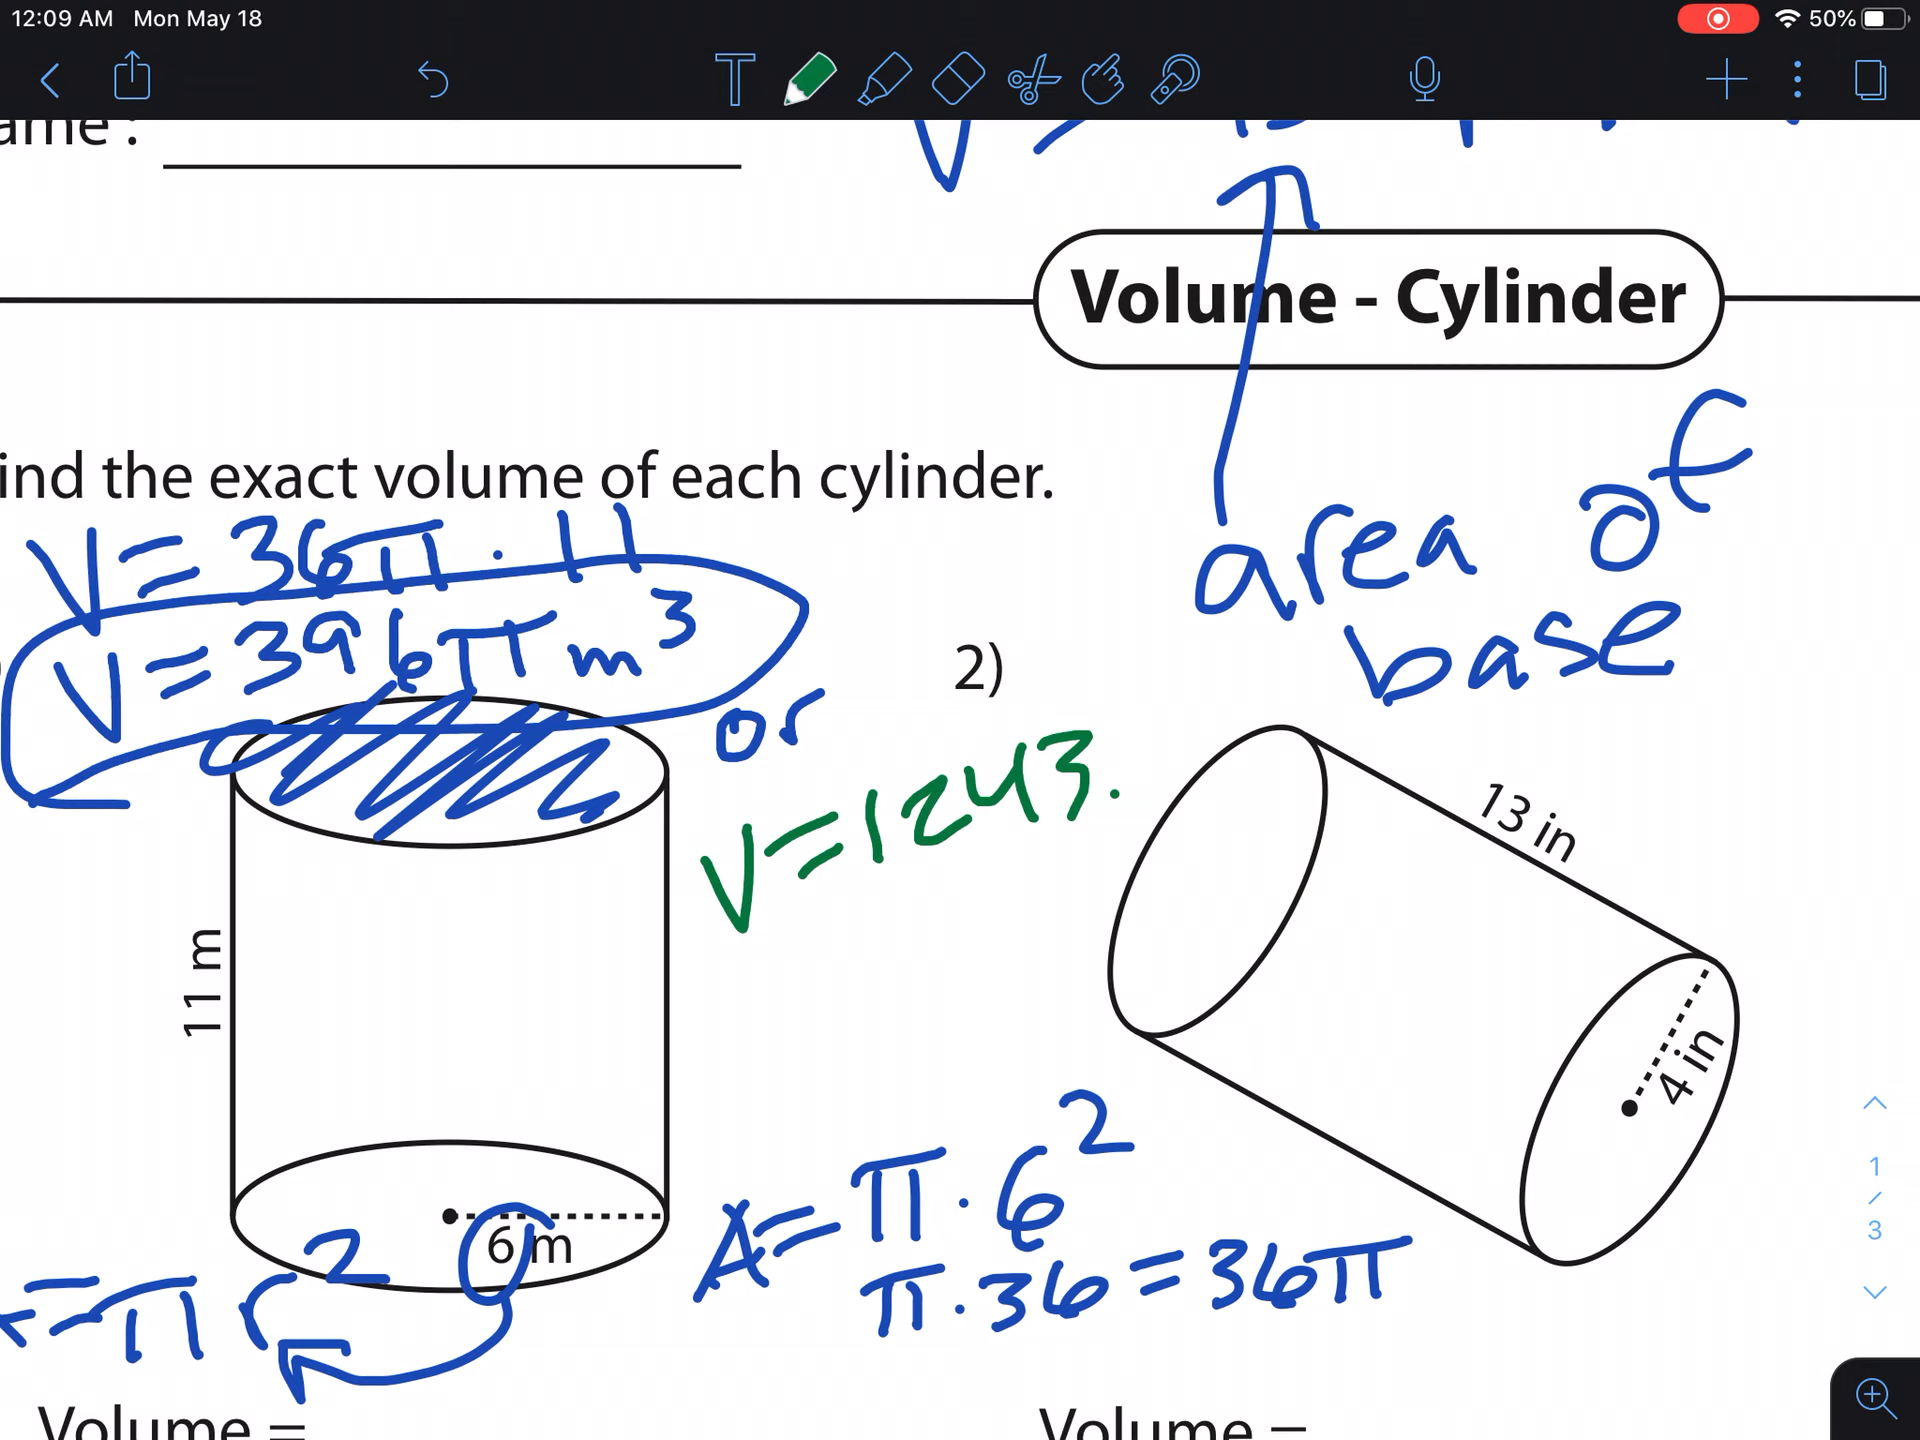 12:09 AM Mon May 18
50%
ame :
V
Volume - Cylinder
ind the exact volume of each cylinder.
area of
base
V = 36π · 11
V = 396π m³
or
V = 1243.
2)
13 in
4 in
11 m
6 m
= π r²
A = π · 6²
π · 36 = 36π
1
/
3
Volume =
Volume =